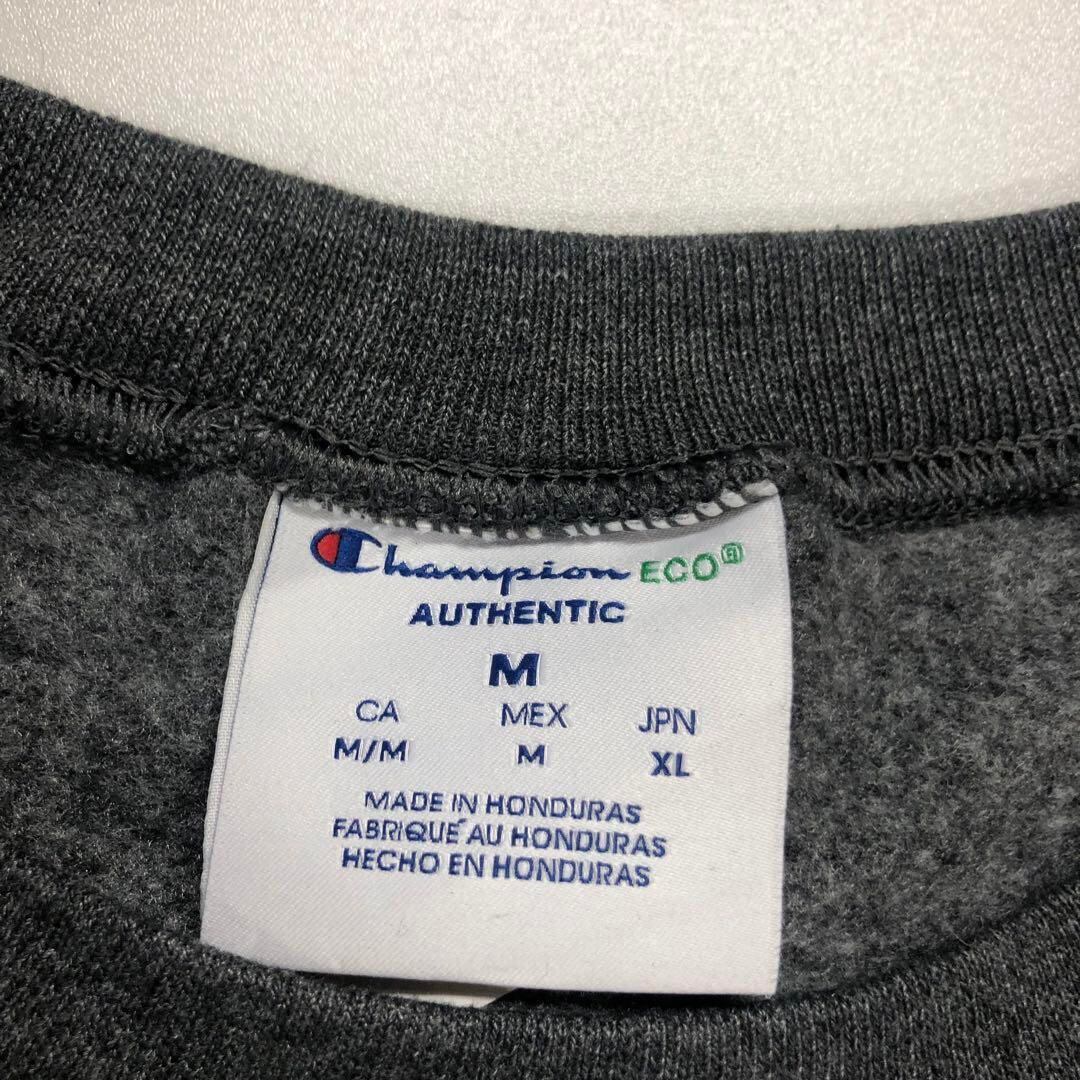 Champion ECO
AUTHENTIC
M
CA MEX JPN
M/M M XL
MADE IN HONDURAS
FABRIQUÉ AU HONDURAS
HECHO EN HONDURAS